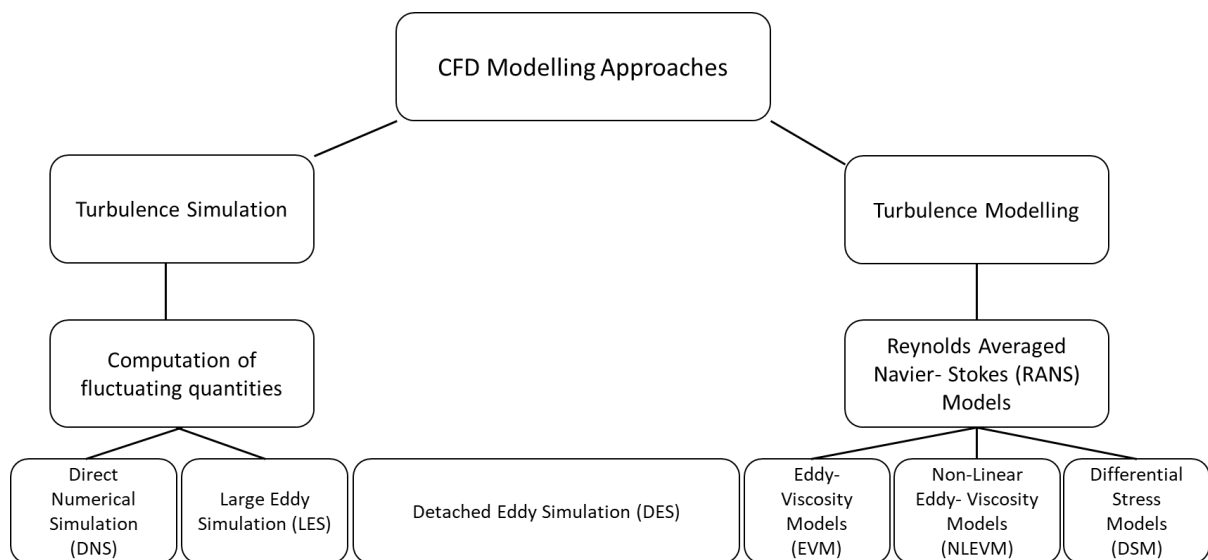 CFD Modelling Approaches
Turbulence Simulation
Turbulence Modelling
Computation of
fluctuating quantities
Reynolds Averaged
Navier- Stokes (RANS)
Models
Direct
Numerical
Simulation
(DNS)
Large Eddy
Simulation (LES)
Detached Eddy Simulation (DES)
Eddy-
Viscosity
Models
(EVM)
Non-Linear
Eddy- Viscosity
Models
(NLEVM)
Differential
Stress
Models
(DSM)